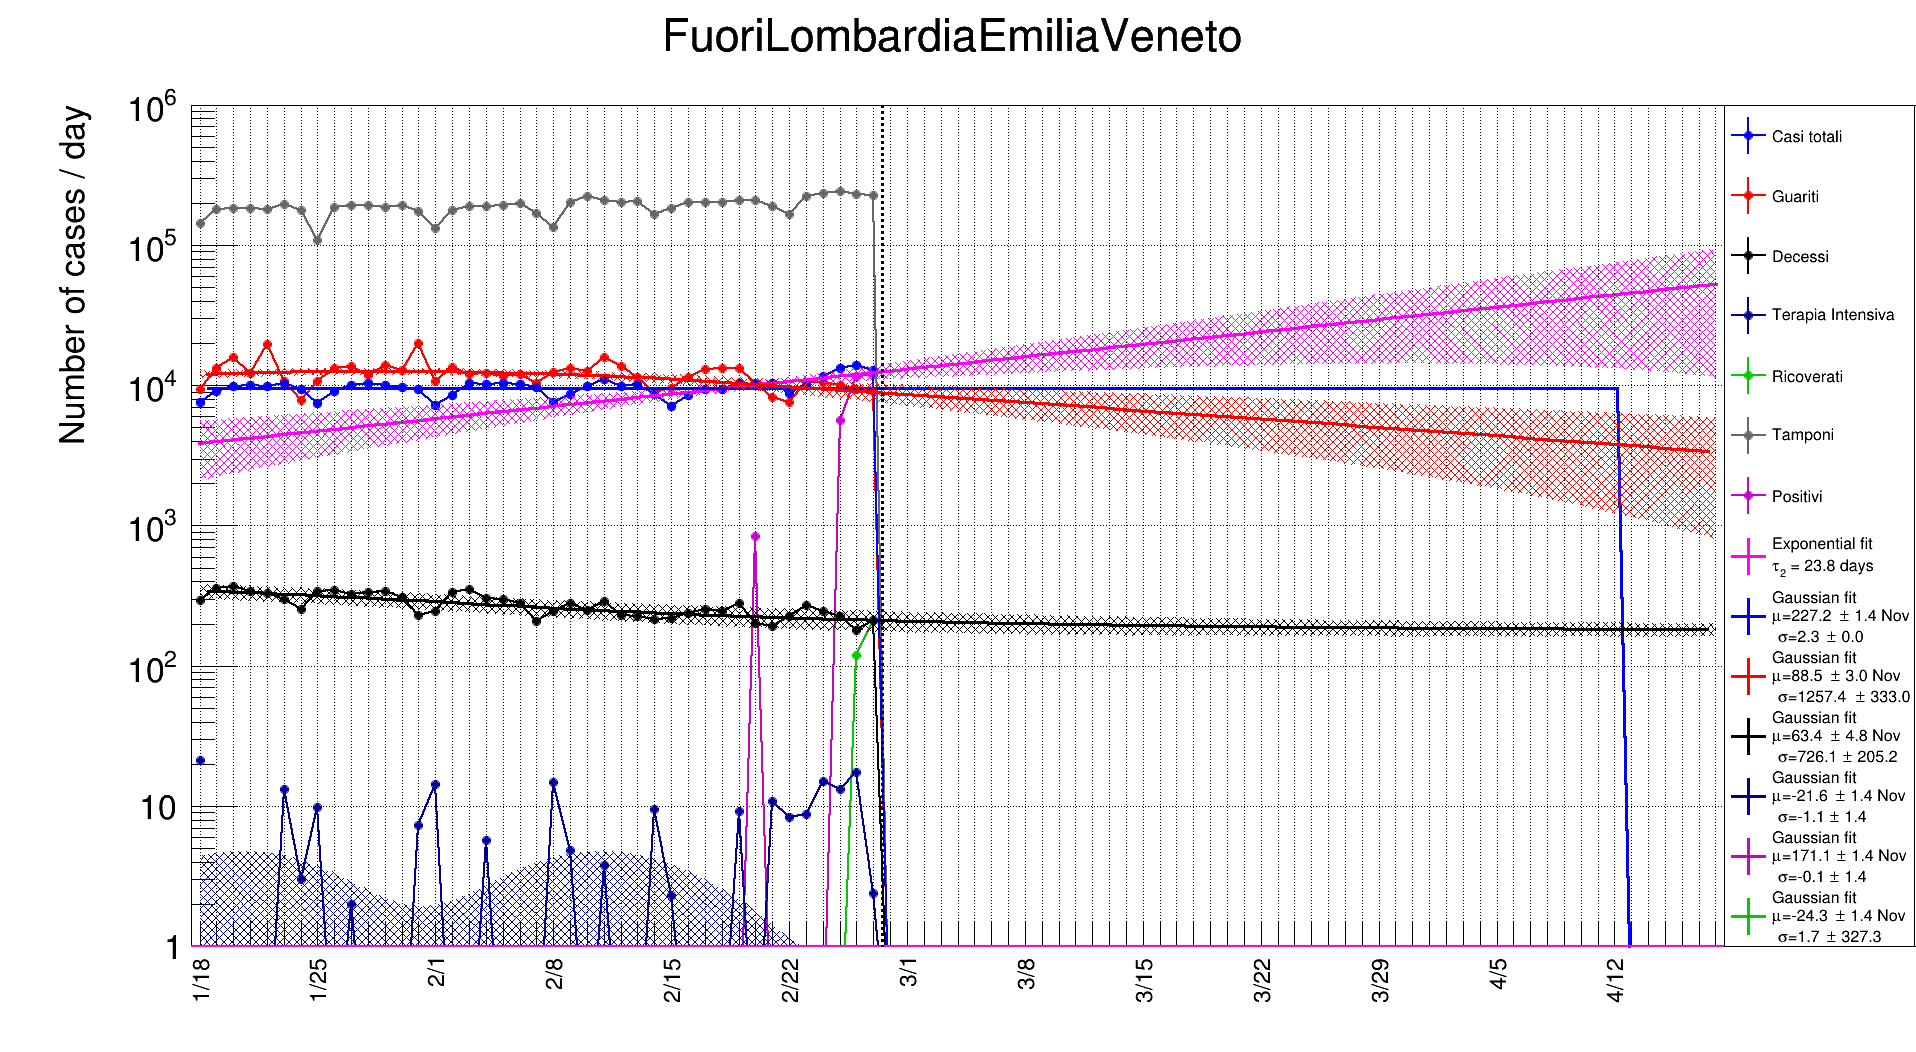 FuoriLombardiaEmiliaVeneto
Number of cases / day
10^6
10^5
10^4
10^3
10^2
10
1
1/18
1/25
2/1
2/8
2/15
2/22
3/1
3/8
3/15
3/22
3/29
4/5
4/12
Casi totali
Guariti
Decessi
Terapia Intensiva
Ricoverati
Tamponi
Positivi
Exponential fit
τ_2 = 23.8 days
Gaussian fit
μ=227.2 ± 1.4 Nov
σ=2.3 ± 0.0
Gaussian fit
μ=88.5 ± 3.0 Nov
σ=1257.4 ± 333.0
Gaussian fit
μ=63.4 ± 4.8 Nov
σ=726.1 ± 205.2
Gaussian fit
μ=-21.6 ± 1.4 Nov
σ=-1.1 ± 1.4
Gaussian fit
μ=171.1 ± 1.4 Nov
σ=-0.1 ± 1.4
Gaussian fit
μ=-24.3 ± 1.4 Nov
σ=1.7 ± 327.3